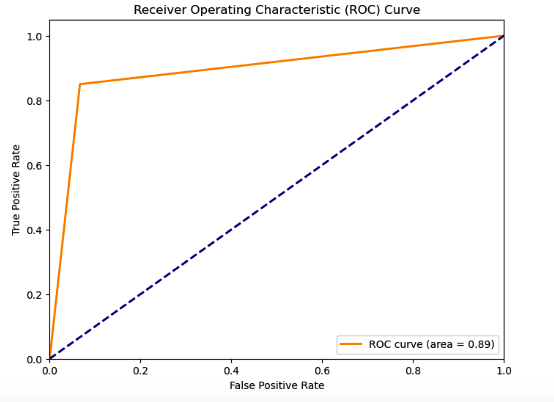 Receiver Operating Characteristic (ROC) Curve
1.0
0.8
0.6
0.4
0.2
0.0
True Positive Rate
ROC curve (area = 0.89)
0.0 0.2 0.4 0.6 0.8 1.0
False Positive Rate